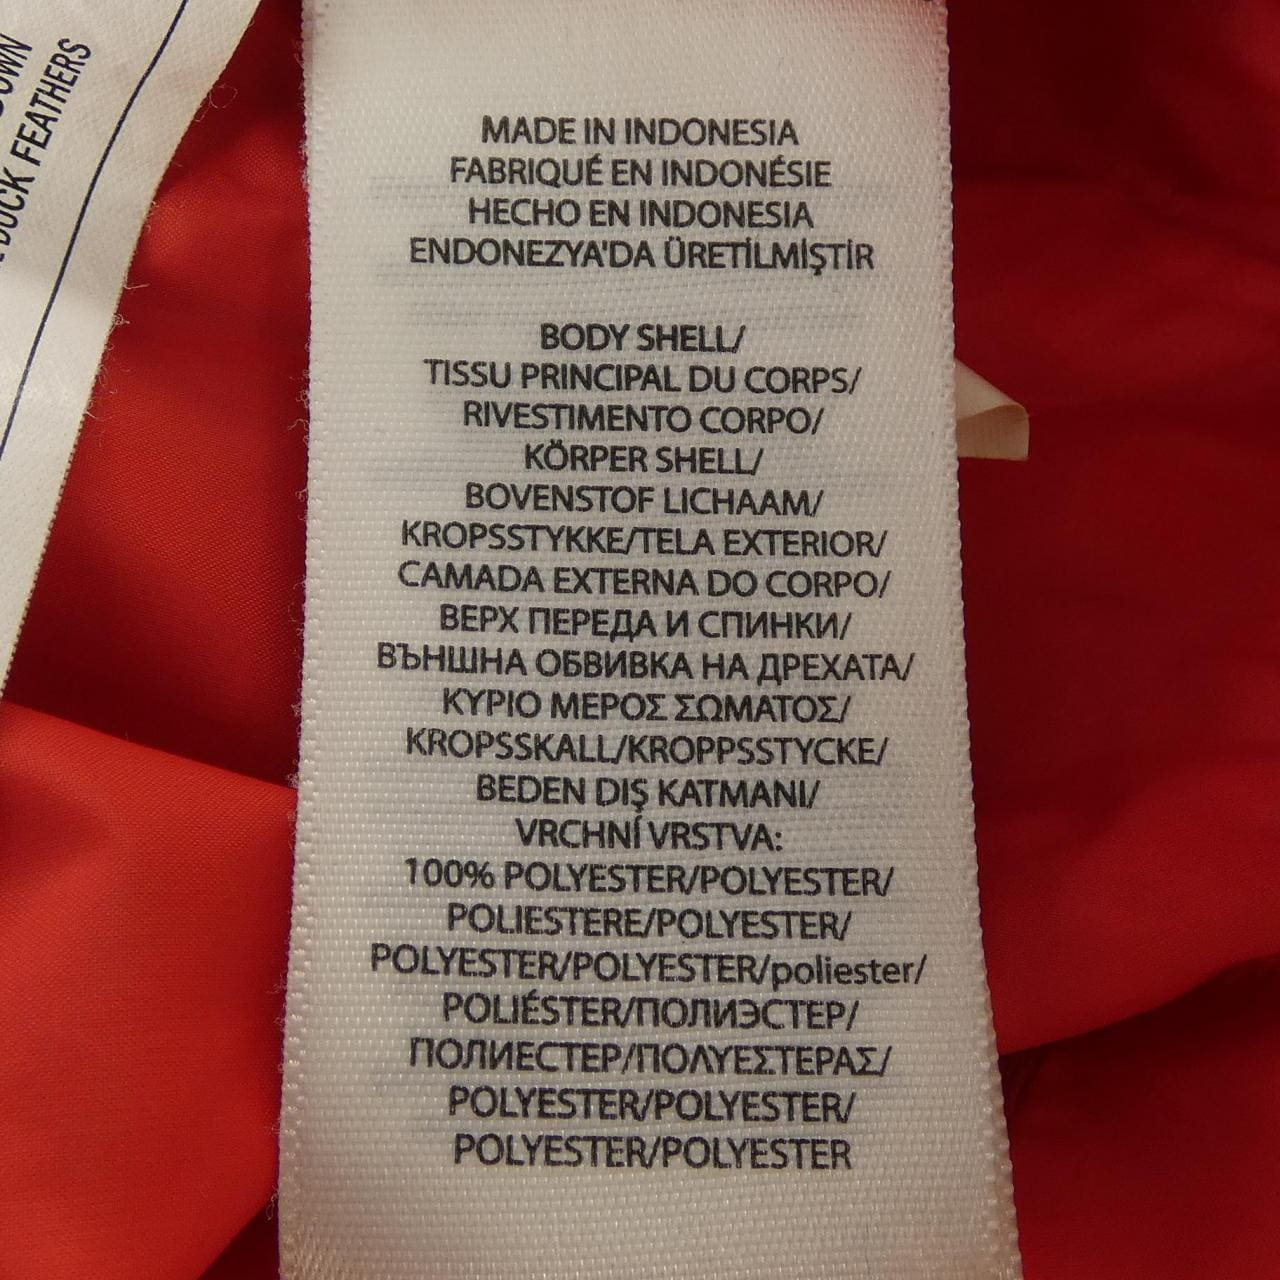 DOWN
DUCK FEATHERS
MADE IN INDONESIA
FABRIQUÉ EN INDONÉSIE
HECHO EN INDONESIA
ENDONEZYA'DA ÜRETİLMİŞTİR
BODY SHELL/
TISSU PRINCIPAL DU CORPS/
RIVESTIMENTO CORPO/
KÖRPER SHELL/
BOVENSTOF LICHAAM/
KROPSSTYKKE/TELA EXTERIOR/
CAMADA EXTERNA DO CORPO/
ВЕРХ ПЕРЕДА И СПИНКИ/
ВЪНШНА ОБВИВКА НА ДРЕХАТА/
ΚΥΡΙΟ ΜΕΡΟΣ ΣΩΜΑΤΟΣ/
KROPSSKALL/KROPPSSTYCKE/
BEDEN DIŞ KATMANI/
VRCHNÍ VRSTVA:
100% POLYESTER/POLYESTER/
POLIESTERE/POLYESTER/
POLYESTER/POLYESTER/poliester/
POLIÉSTER/ПОЛИЭСТЕР/
ПОЛИЕСТЕР/ΠΟΛΥΕΣΤΕΡΑΣ/
POLYESTER/POLYESTER/
POLYESTER/POLYESTER